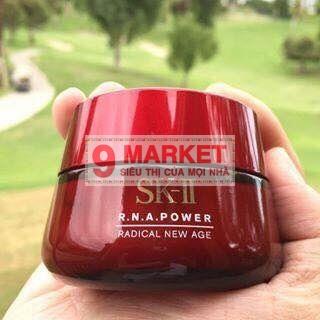 9 MARKET
SIÊU THỊ CỦA MỌI NHÀ
SK-II
R.N.A.POWER
RADICAL NEW AGE